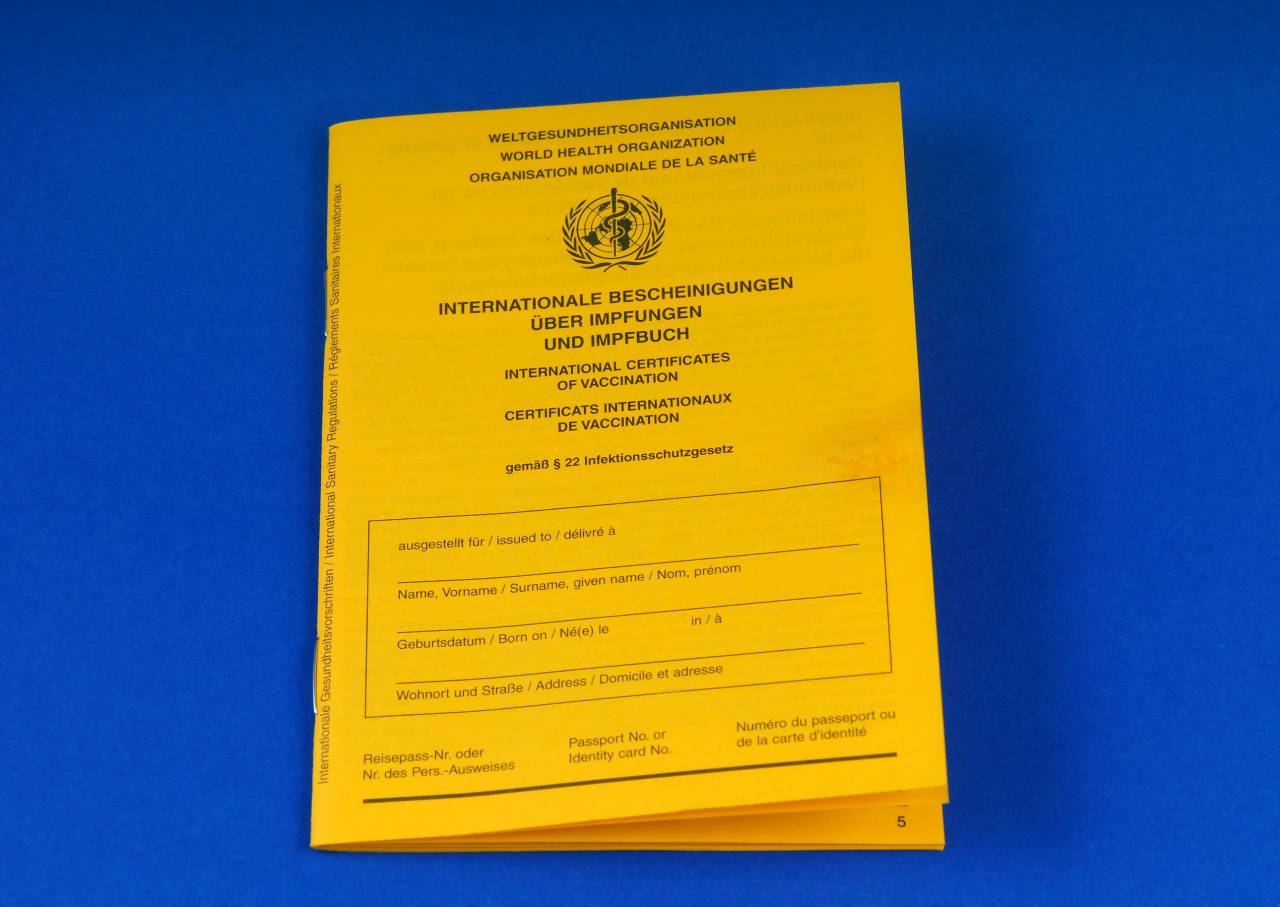 WELTGESUNDHEITSORGANISATION
WORLD HEALTH ORGANIZATION
ORGANISATION MONDIALE DE LA SANTÉ
INTERNATIONALE BESCHEINIGUNGEN
ÜBER IMPFUNGEN
UND IMPFBUCH
INTERNATIONAL CERTIFICATES
OF VACCINATION
CERTIFICATS INTERNATIONAUX
DE VACCINATION
gemäß § 22 Infektionsschutzgesetz
ausgestellt für / issued to / délivré à
Name, Vorname / Surname, given name / Nom, prénom
Geburtsdatum / Born on / Né(e) le in / à
Wohnort und Straße / Address / Domicile et adresse
Reisepass-Nr. oder
Nr. des Pers.-Ausweises
Passport No. or
Identity card No.
Numéro du passeport ou
de la carte d'identité
Internationale Gesundheitsvorschriften / International Sanitary Regulations / Règlements Sanitaires Internationaux
5